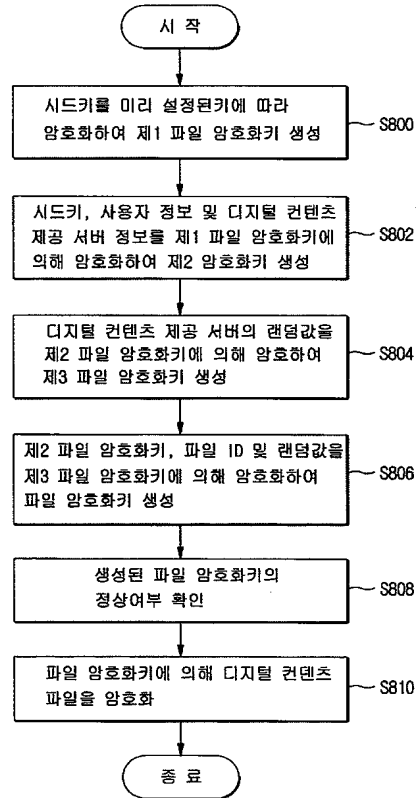 시 작
시드키를 미리 설정된키에 따라
암호화하여 제1 파일 암호화키 생성
S800
시드키, 사용자 정보 및 디지털 컨텐츠
제공 서버 정보를 제1 파일 암호화키에
의해 암호화하여 제2 암호화키 생성
S802
디지털 컨텐츠 제공 서버의 랜덤값을
제2 파일 암호화키에 의해 암호하여
제3 파일 암호화키 생성
S804
제2 파일 암호화키, 파일 ID 및 랜덤값을
제3 파일 암호화키에 의해 암호화하여
파일 암호화키 생성
S806
생성된 파일 암호화키의
정상여부 확인
S808
파일 암호화키에 의해 디지털 컨덴츠
파일을 암호화
S810
종 료